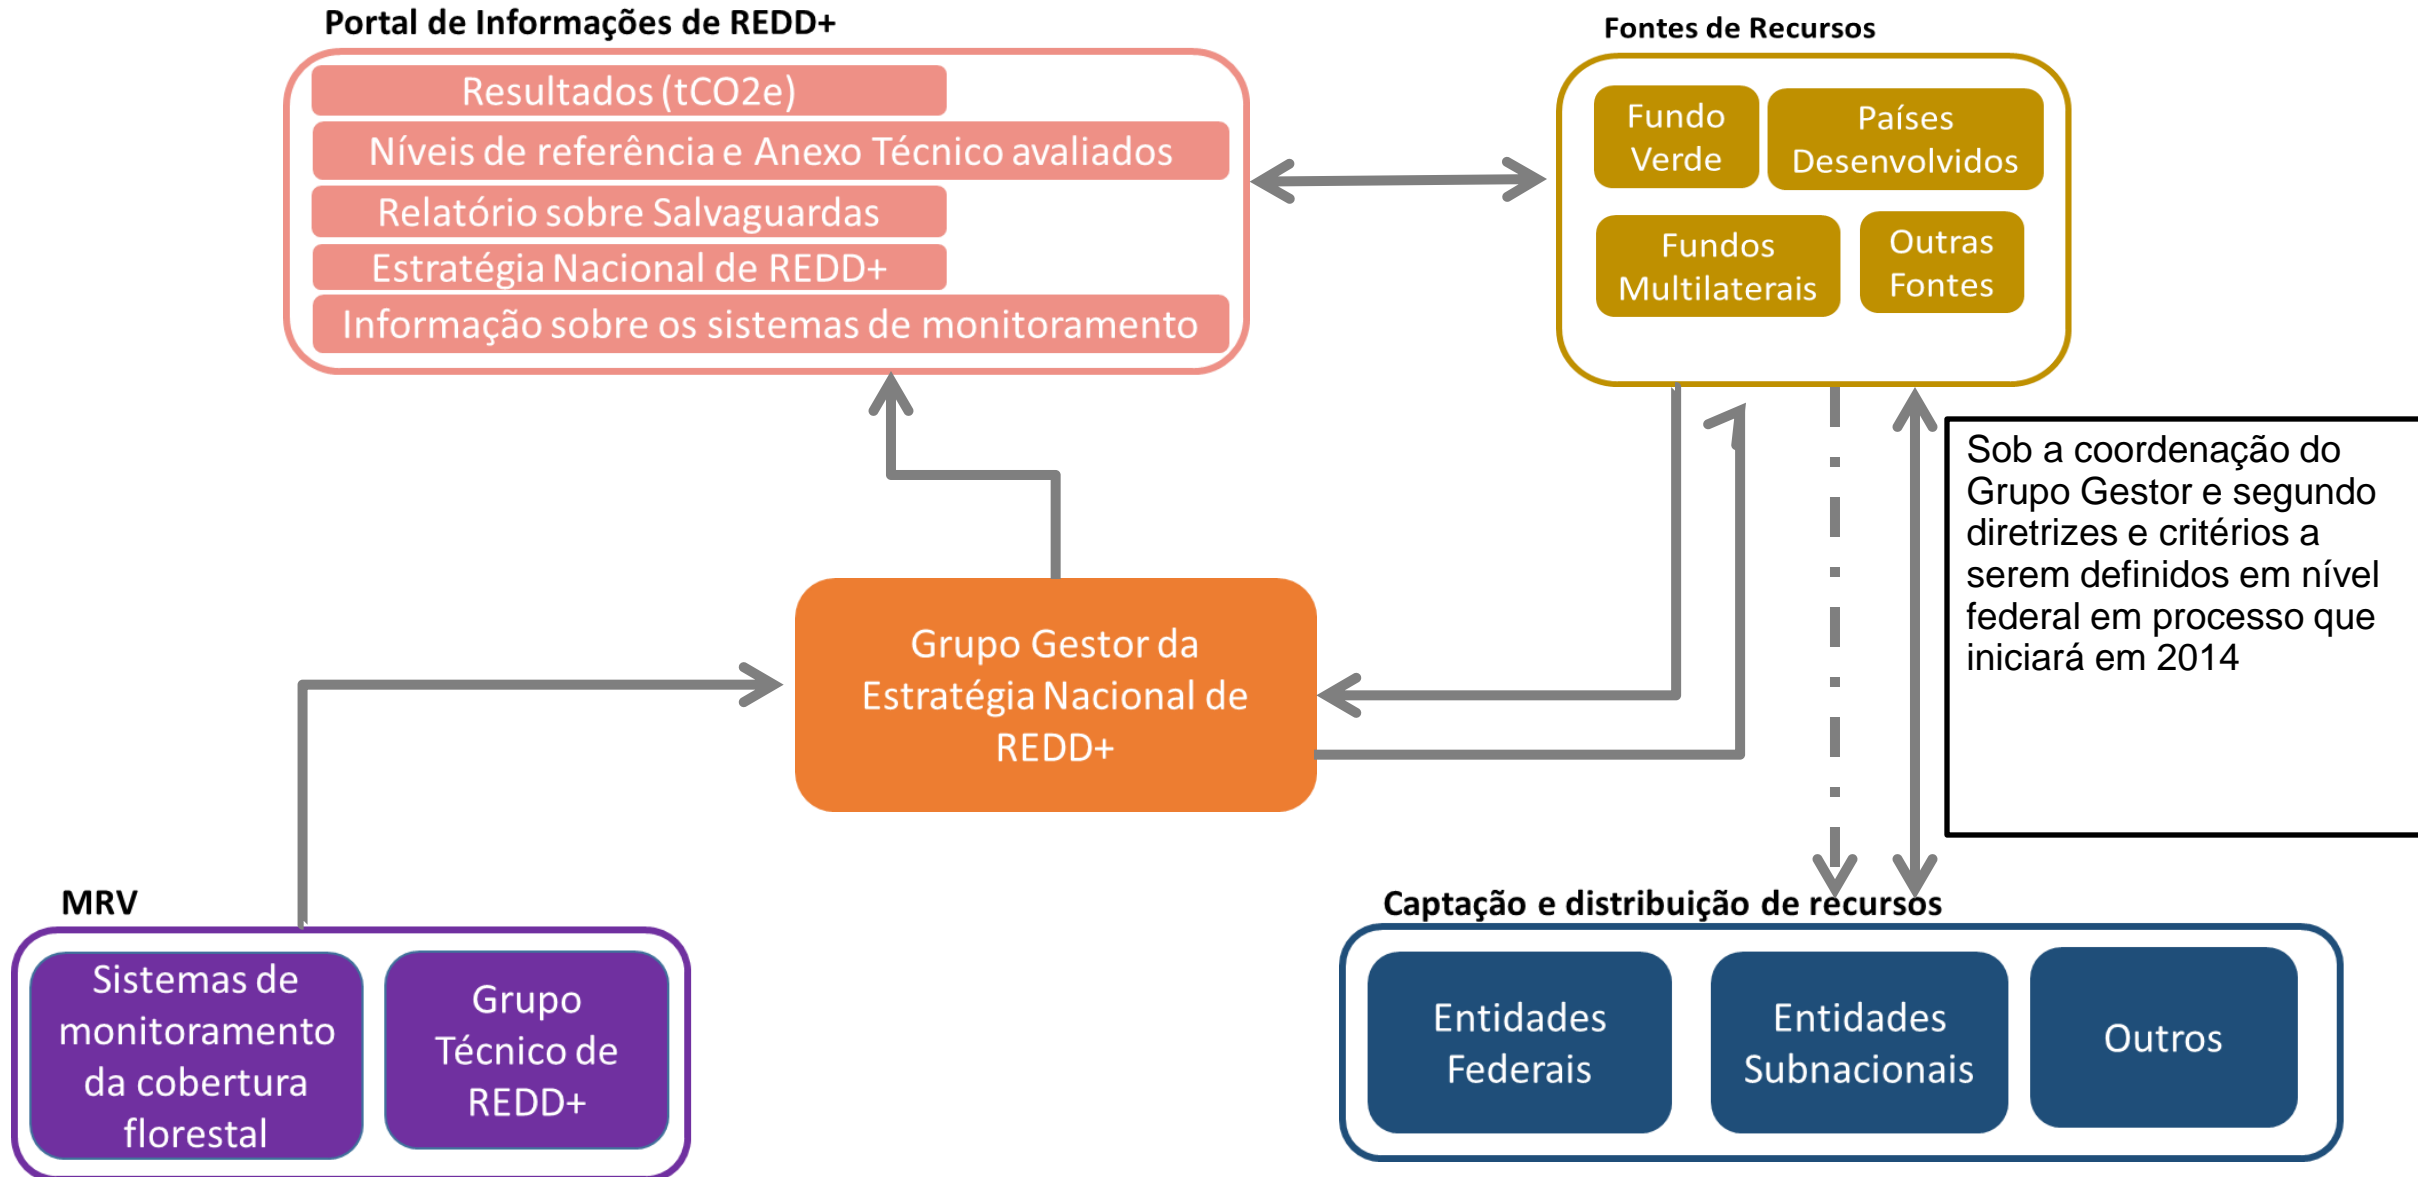 Portal de Informações de REDD+
Resultados (tCO2e)
Níveis de referência e Anexo Técnico avaliados
Relatório sobre Salvaguardas
Estratégia Nacional de REDD+
Informação sobre os sistemas de monitoramento
Fontes de Recursos
Fundo
Verde
Países
Desenvolvidos
Fundos
Multilaterais
Outras
Fontes
Sob a coordenação do
Grupo Gestor e segundo
diretrizes e critérios a
serem definidos em nível
federal em processo que
iniciará em 2014
Grupo Gestor da
Estratégia Nacional de
REDD+
MRV
Sistemas de
monitoramento
da cobertura
florestal
Grupo
Técnico de
REDD+
Captação e distribuição de recursos
Entidades
Federais
Entidades
Subnacionais
Outros